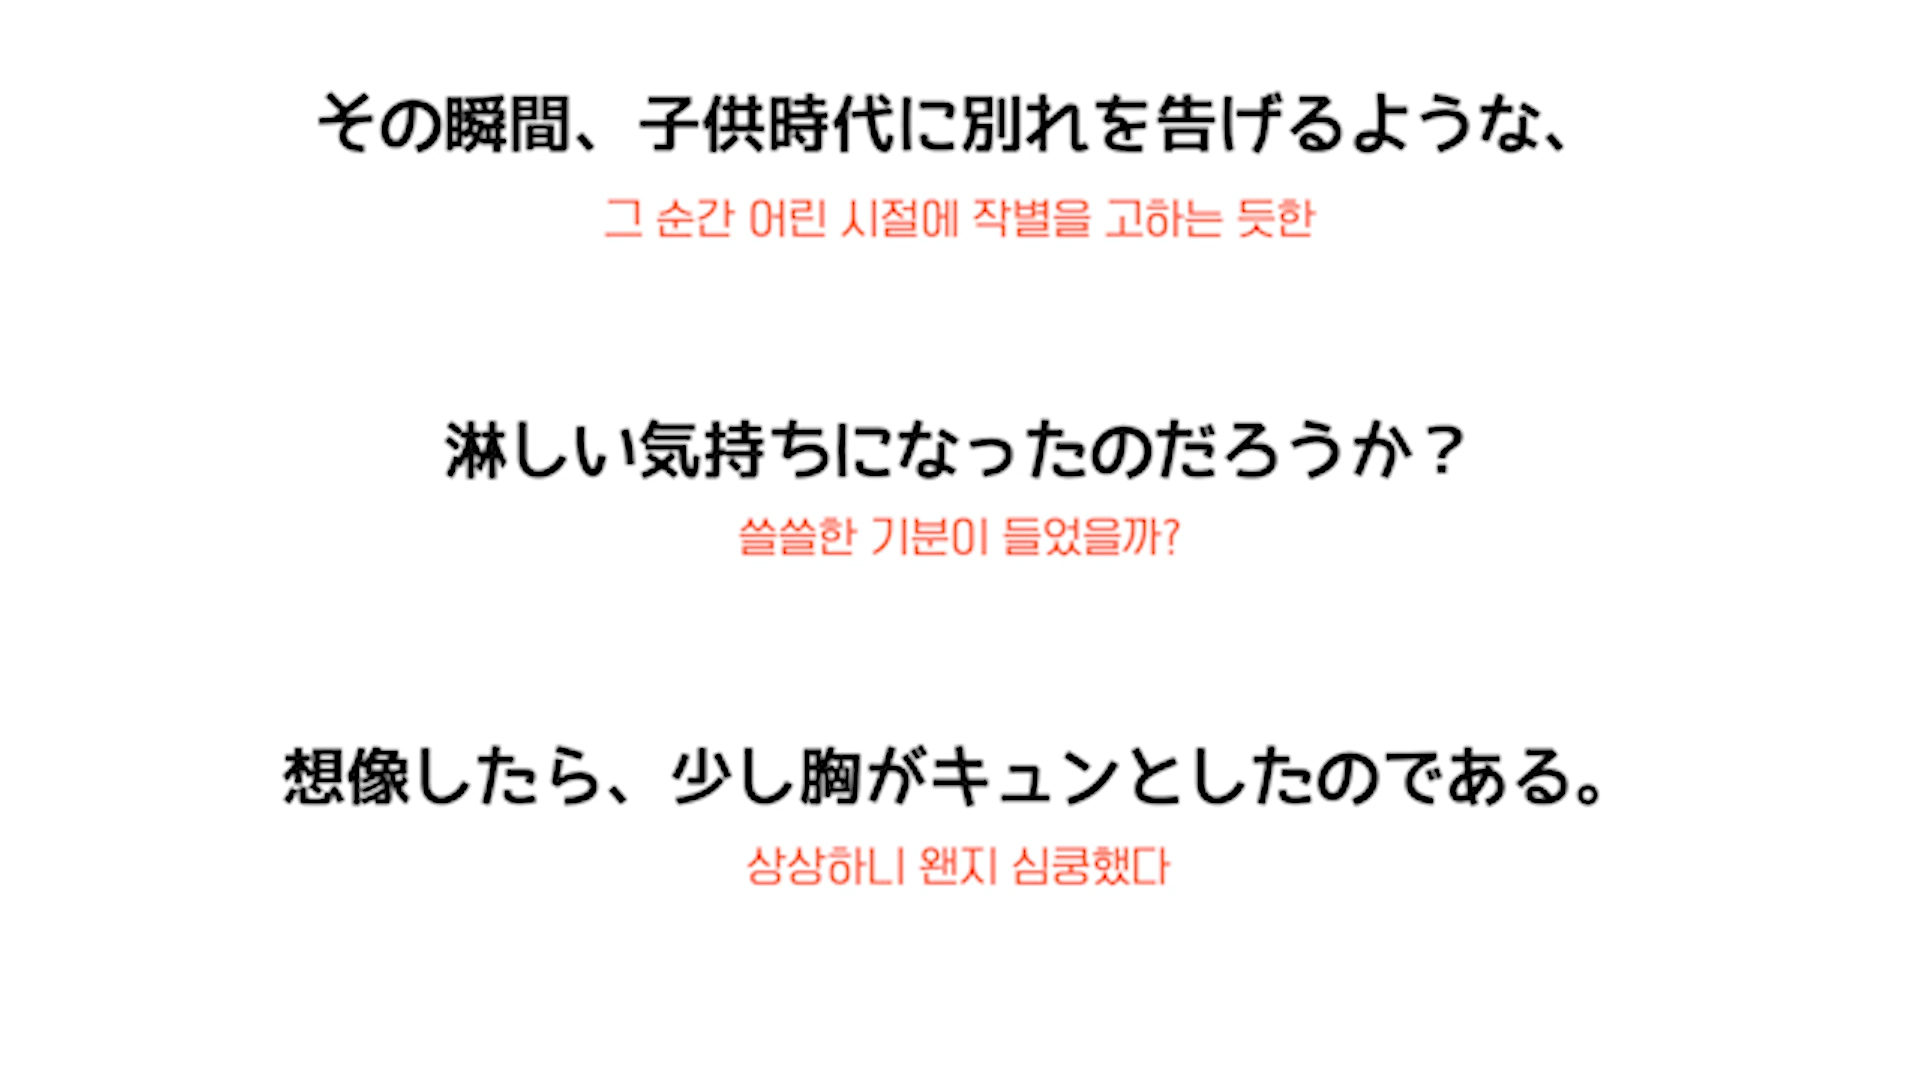 その瞬間、子供時代に別れを告げるような、
그 순간 어린 시절에 작별을 고하는 듯한
淋しい気持ちになったのだろうか？
쓸쓸한 기분이 들었을까?
想像したら、少し胸がキュンとしたのである。
상상하니 왠지 심쿵했다